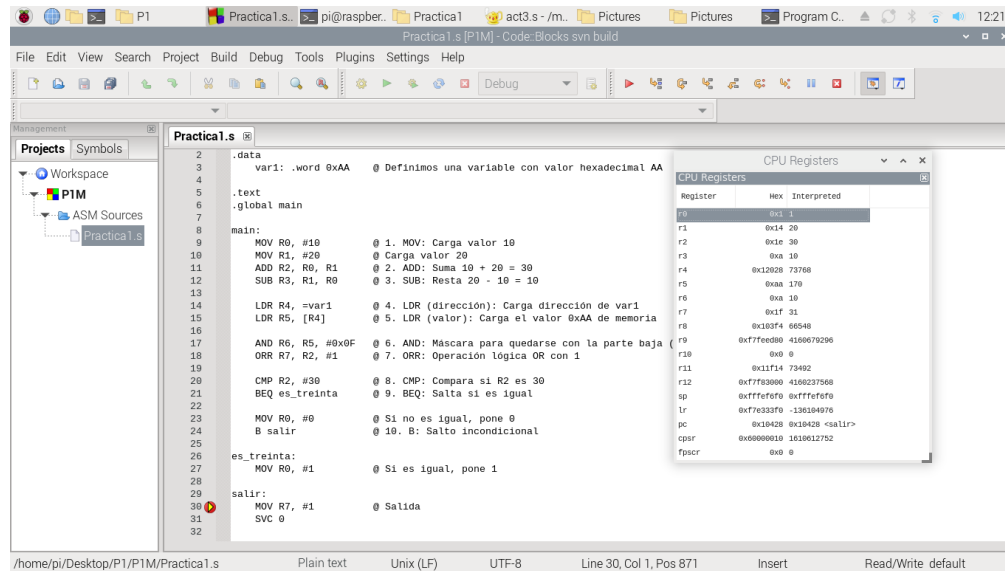 P1
Practica1.s..
pi@raspber..
Practica1
act3.s - /m..
Pictures
Pictures
Program C..
12:21
Practica1.s [P1M] - Code::Blocks svn build
File Edit View Search Project Build Debug Tools Plugins Settings Help
Debug
Management
Projects Symbols
Workspace
P1M
ASM Sources
Practica1.s
Practica1.s
2 .data
3 var1: .word 0xAA @ Definimos una variable con valor hexadecimal AA
4
5 .text
6 .global main
7
8 main:
9 MOV R0, #10 @ 1. MOV: Carga valor 10
10 MOV R1, #20 @ Carga valor 20
11 ADD R2, R0, R1 @ 2. ADD: Suma 10 + 20 = 30
12 SUB R3, R1, R0 @ 3. SUB: Resta 20 - 10 = 10
13
14 LDR R4, =var1 @ 4. LDR (dirección): Carga dirección de var1
15 LDR R5, [R4] @ 5. LDR (valor): Carga el valor 0xAA de memoria
16
17 AND R6, R5, #0x0F @ 6. AND: Máscara para quedarse con la parte baja (
18 ORR R7, R2, #1 @ 7. ORR: Operación lógica OR con 1
19
20 CMP R2, #30 @ 8. CMP: Compara si R2 es 30
21 BEQ es_treinta @ 9. BEQ: Salta si es igual
22
23 MOV R0, #0 @ Si no es igual, pone 0
24 B salir @ 10. B: Salto incondicional
25
26 es_treinta:
27 MOV R0, #1 @ Si es igual, pone 1
28
29 salir:
30 MOV R7, #1 @ Salida
31 SVC 0
32
CPU Registers
CPU Registers
Register Hex Interpreted
r0 0x1 1
r1 0x14 20
r2 0x1e 30
r3 0xa 10
r4 0x12028 73768
r5 0xaa 170
r6 0xa 10
r7 0x1f 31
r8 0x103f4 66548
r9 0xf7feed80 4160679296
r10 0x0 0
r11 0x11f14 73492
r12 0xf7f83000 4160237568
sp 0xfffef6f0 0xfffef6f0
lr 0xf7e333f0 -136104976
pc 0x10428 0x10428 <salir>
cpsr 0x60000010 1610612752
fpscr 0x0 0
/home/pi/Desktop/P1/P1M/Practica1.s Plain text Unix (LF) UTF-8 Line 30, Col 1, Pos 871 Insert Read/Write default